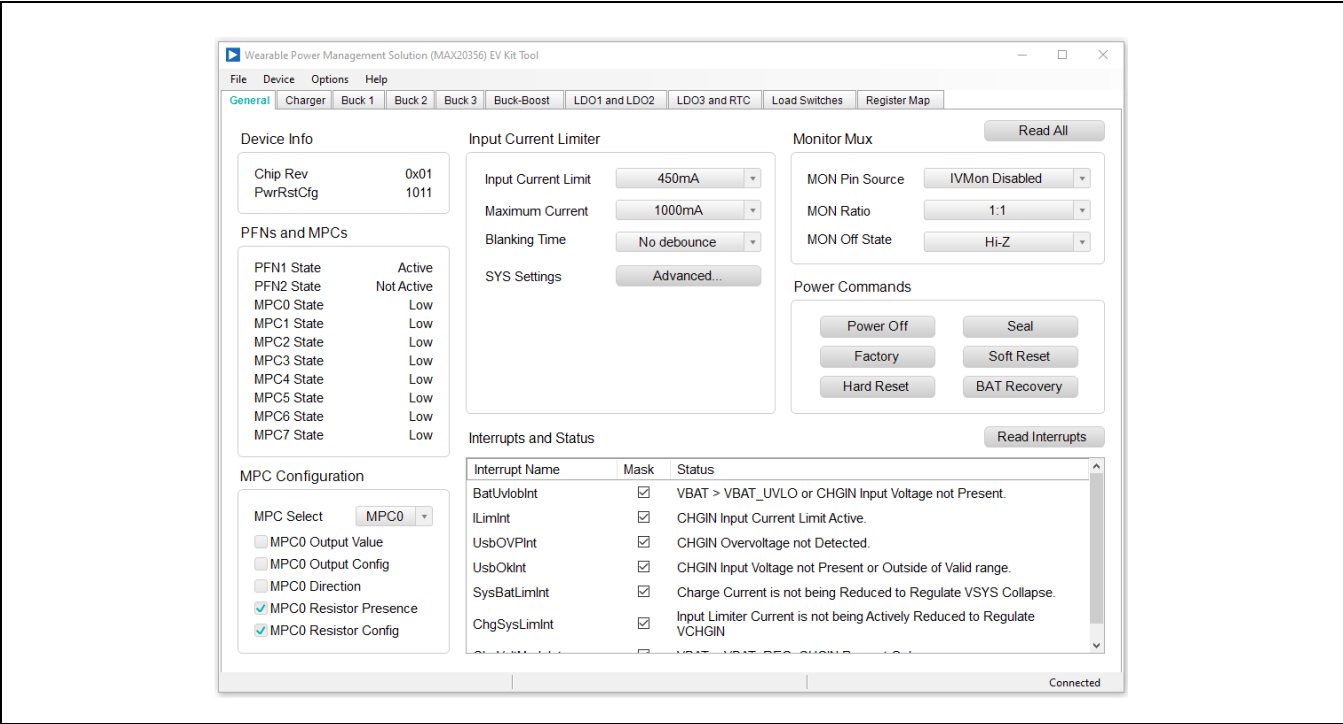 Wearable Power Management Solution (MAX20356) EV Kit Tool
File Device Options Help
General Charger Buck 1 Buck 2 Buck 3 Buck-Boost LDO1 and LDO2 LDO3 and RTC Load Switches Register Map
Read All
Device Info
Chip Rev 0x01
PwrRstCfg 1011
PFNs and MPCs
PFN1 State Active
PFN2 State Not Active
MPC0 State Low
MPC1 State Low
MPC2 State Low
MPC3 State Low
MPC4 State Low
MPC5 State Low
MPC6 State Low
MPC7 State Low
MPC Configuration
MPC Select MPC0
MPC0 Output Value
MPC0 Output Config
MPC0 Direction
MPC0 Resistor Presence
MPC0 Resistor Config
Input Current Limiter
Input Current Limit 450mA
Maximum Current 1000mA
Blanking Time No debounce
SYS Settings Advanced...
Monitor Mux
MON Pin Source IVMon Disabled
MON Ratio 1:1
MON Off State Hi-Z
Power Commands
Power Off Seal
Factory Soft Reset
Hard Reset BAT Recovery
Interrupts and Status
Read Interrupts
Interrupt Name Mask Status
BatUvlobInt VBAT > VBAT_UVLO or CHGIN Input Voltage not Present.
ILimInt CHGIN Input Current Limit Active.
UsbOVPInt CHGIN Overvoltage not Detected.
UsbOkInt CHGIN Input Voltage not Present or Outside of Valid range.
SysBatLimInt Charge Current is not being Reduced to Regulate VSYS Collapse.
ChgSysLimInt Input Limiter Current is not being Actively Reduced to Regulate
VCHGIN
Connected